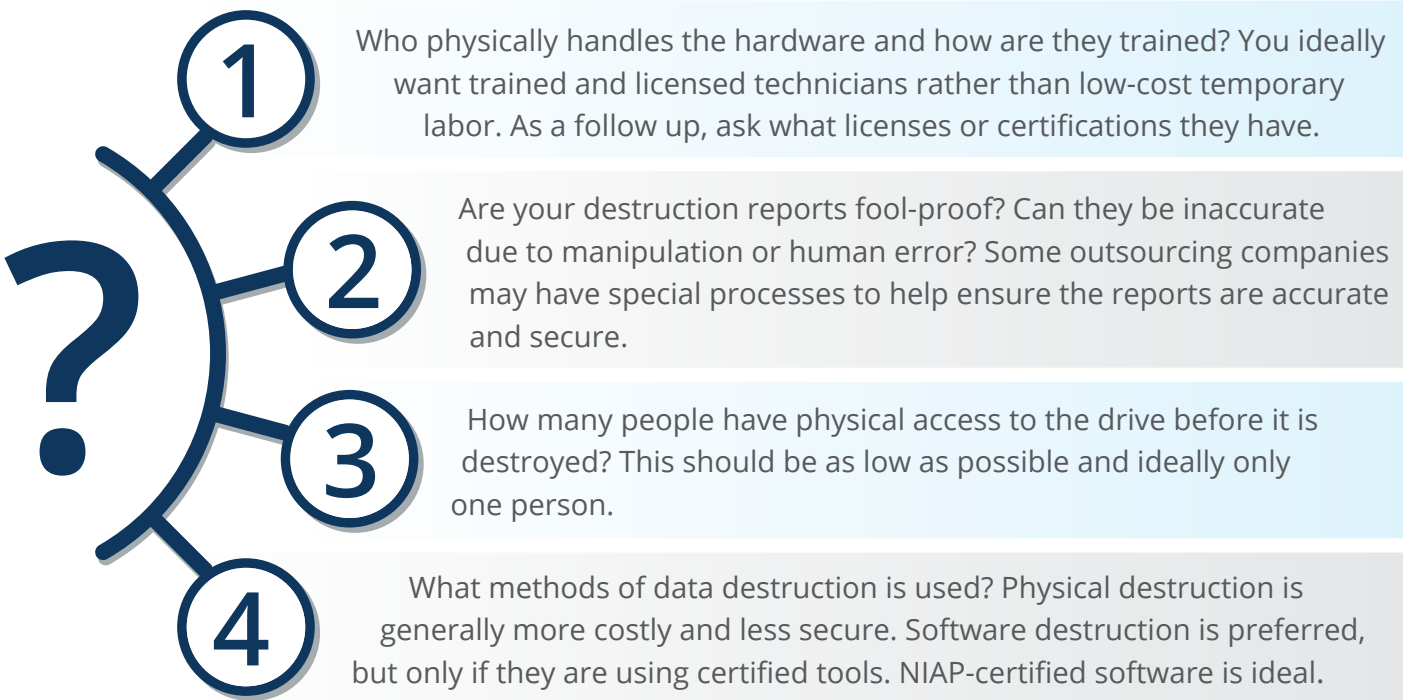 ?
1
Who physically handles the hardware and how are they trained? You ideally
want trained and licensed technicians rather than low-cost temporary
labor. As a follow up, ask what licenses or certifications they have.
2
Are your destruction reports fool-proof? Can they be inaccurate
due to manipulation or human error? Some outsourcing companies
may have special processes to help ensure the reports are accurate
and secure.
3
How many people have physical access to the drive before it is
destroyed? This should be as low as possible and ideally only
one person.
4
What methods of data destruction is used? Physical destruction is
generally more costly and less secure. Software destruction is preferred,
but only if they are using certified tools. NIAP-certified software is ideal.